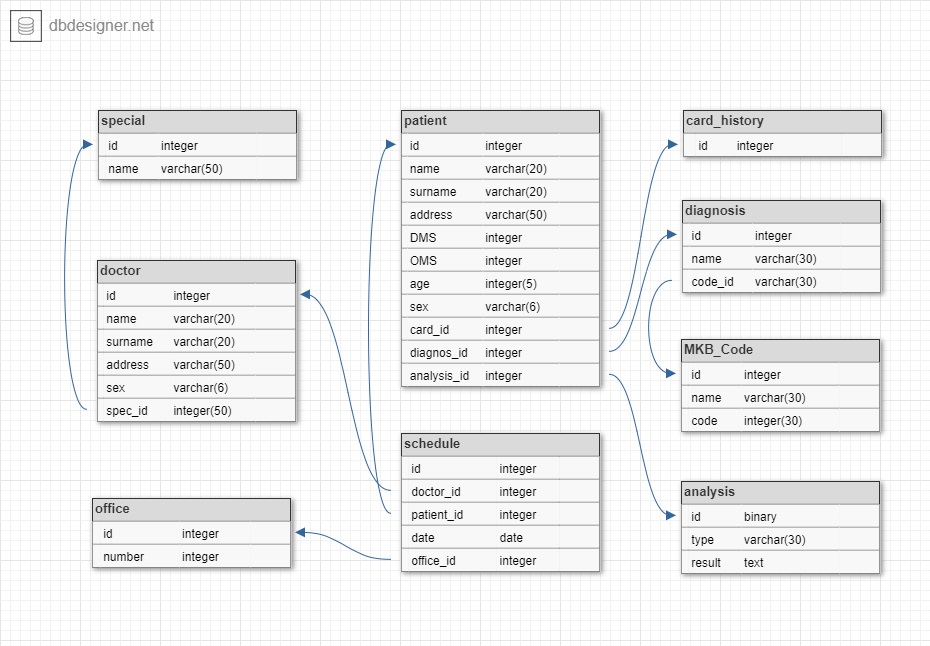 dbdesigner.net
special
id integer
name varchar(50)
doctor
id integer
name varchar(20)
surname varchar(20)
address varchar(50)
sex varchar(6)
spec_id integer(50)
office
id integer
number integer
patient
id integer
name varchar(20)
surname varchar(20)
address varchar(50)
DMS integer
OMS integer
age integer(5)
sex varchar(6)
card_id integer
diagnos_id integer
analysis_id integer
schedule
id integer
doctor_id integer
patient_id integer
date date
office_id integer
card_history
id integer
diagnosis
id integer
name varchar(30)
code_id varchar(30)
MKB_Code
id integer
name varchar(30)
code integer(30)
analysis
id binary
type varchar(30)
result text